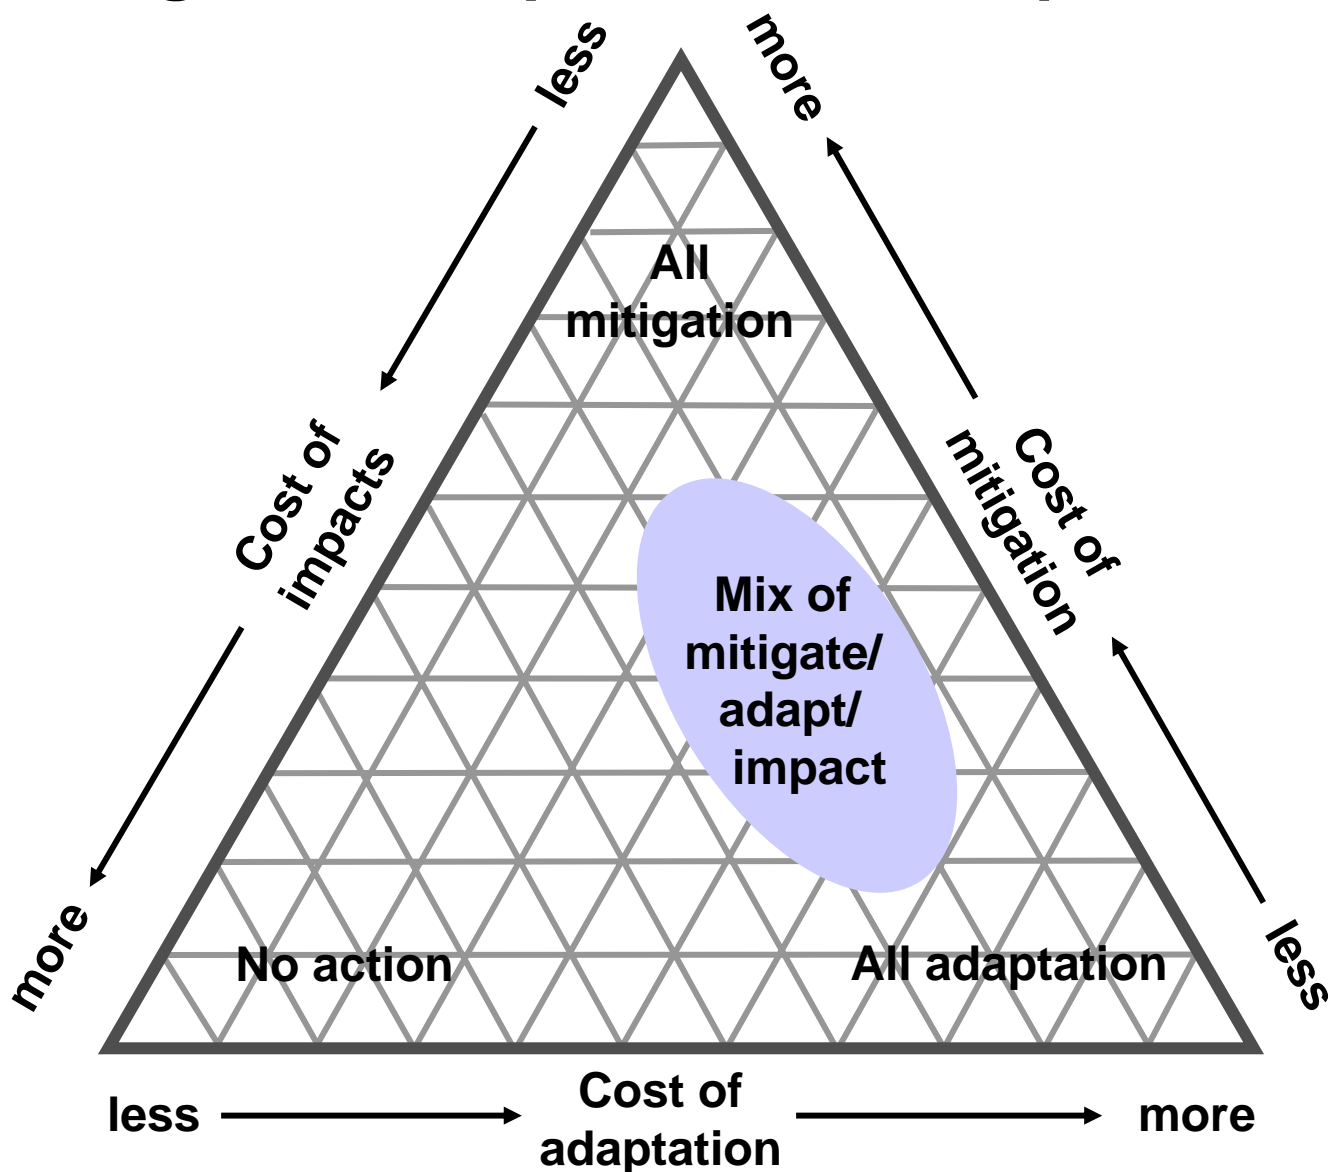 less
more
All
mitigation
Cost of
impacts
Cost of
mitigation
Mix of
mitigate/
adapt/
impact
more
No action
All adaptation
less
less
Cost of
adaptation
more